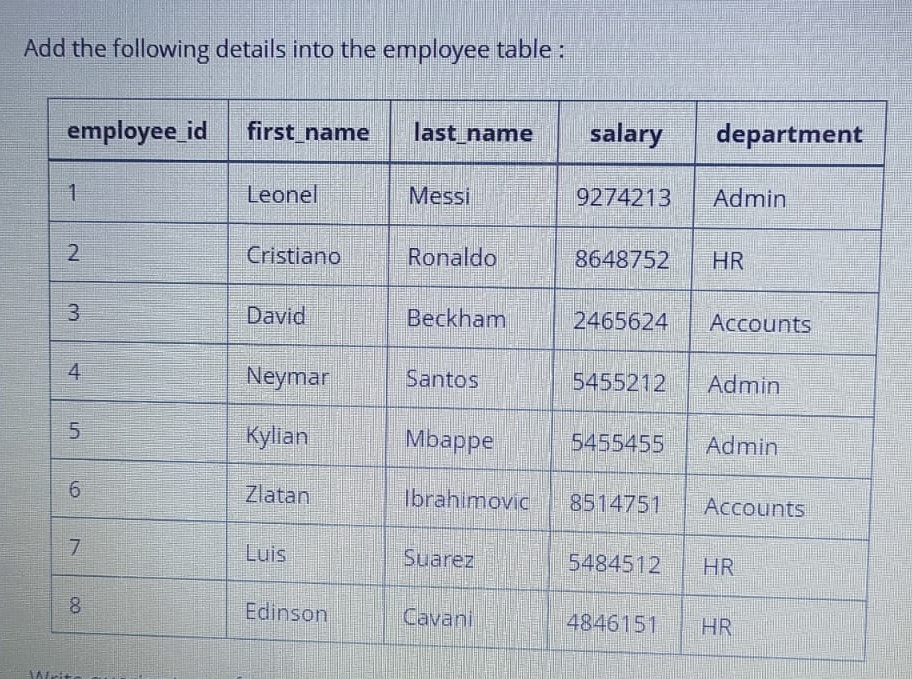 Add the following details into the employee table :
employee_id first_name last_name salary department
1 Leonel Messi 9274213 Admin
2 Cristiano Ronaldo 8648752 HR
3 David Beckham 2465624 Accounts
4 Neymar Santos 5455212 Admin
5 Kylian Mbappe 5455455 Admin
6 Zlatan Ibrahimovic 8514751 Accounts
7 Luis Suarez 5484512 HR
8 Edinson Cavani 4846151 HR